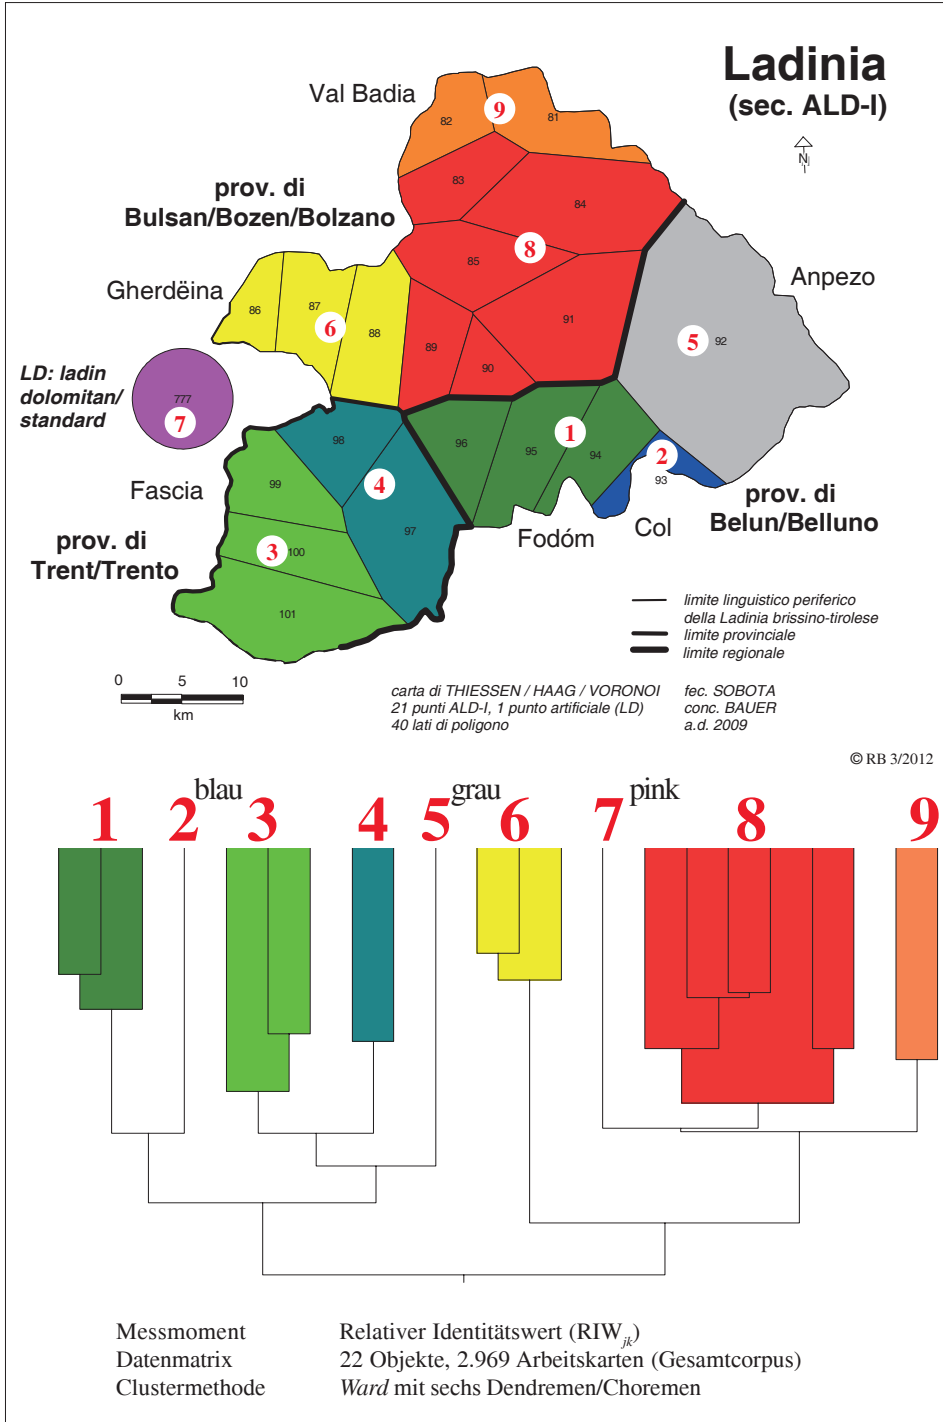 Ladinia
(sec. ALD-I)
N
Val Badia
9
82
81
prov. di
Bulsan/Bozen/Bolzano
83
84
8
85
Gherdëina
Anpezo
86
87
88
6
89
90
91
5
92
LD: ladin
dolomitan/
standard
777
7
98
96
95
1
94
2
93
4
97
Fascia
99
prov. di
Trent/Trento
3
100
101
Fodóm
Col
prov. di
Belun/Belluno
limite linguistico periferico
della Ladinia brissino-tirolese
limite provinciale
limite regionale
0 5 10
km
carta di THIESSEN / HAAG / VORONOI
21 punti ALD-I, 1 punto artificiale (LD)
40 lati di poligono
fec. SOBOTA
conc. BAUER
a.d. 2009
© RB 3/2012
blau grau pink
1 2 3 4 5 6 7 8 9
Messmoment Relativer Identitätswert (RIWjk)
Datenmatrix 22 Objekte, 2.969 Arbeitskarten (Gesamtcorpus)
Clustermethode Ward mit sechs Dendremen/Choremen